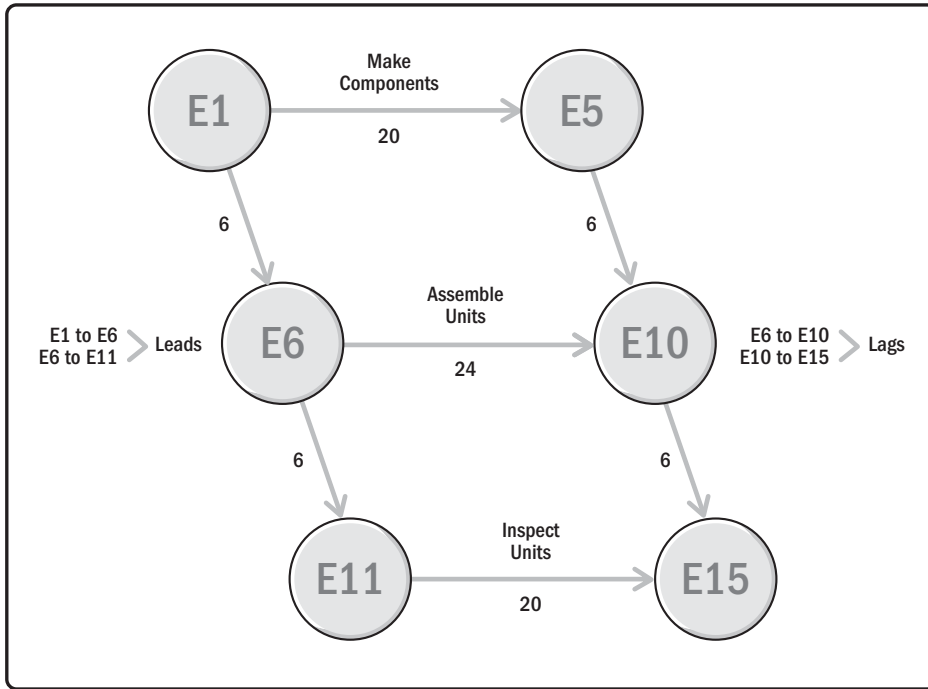 Make
Components
E1
E5
20
6
6
Assemble
Units
E1 to E6
E6 to E11
Leads
E6
E10
E6 to E10
E10 to E15
Lags
24
6
6
Inspect
Units
E11
E15
20